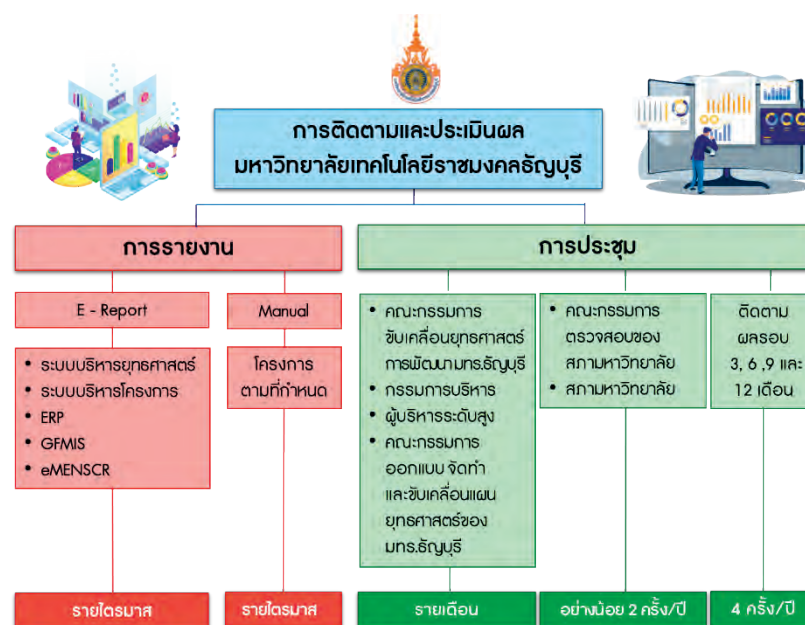 การติดตามและประเมินผล
มหาวิทยาลัยเทคโนโลยีราชมงคลธัญบุรี
การรายงาน
การประชุม
E - Report
Manual
• ระบบบริหารยุทธศาสตร์
• ระบบบริหารโครงการ
• ERP
• GFMIS
• eMENSCR
โครงการ
ตามที่กำหนด
• คณะกรรมการ
ขับเคลื่อนยุทธศาสตร์
การพัฒนามทร.ธัญบุรี
• กรรมการบริหาร
• ผู้บริหารระดับสูง
• คณะกรรมการ
ออกแบบ จัดทำ
และขับเคลื่อนแผน
ยุทธศาสตร์ของ
มทร.ธัญบุรี
• คณะกรรมการ
ตรวจสอบของ
สภามหาวิทยาลัย
• สภามหาวิทยาลัย
ติดตาม
ผลรอบ
3, 6 ,9 และ
12 เดือน
รายไตรมาส
รายไตรมาส
รายเดือน
อย่างน้อย 2 ครั้ง/ปี
4 ครั้ง/ปี